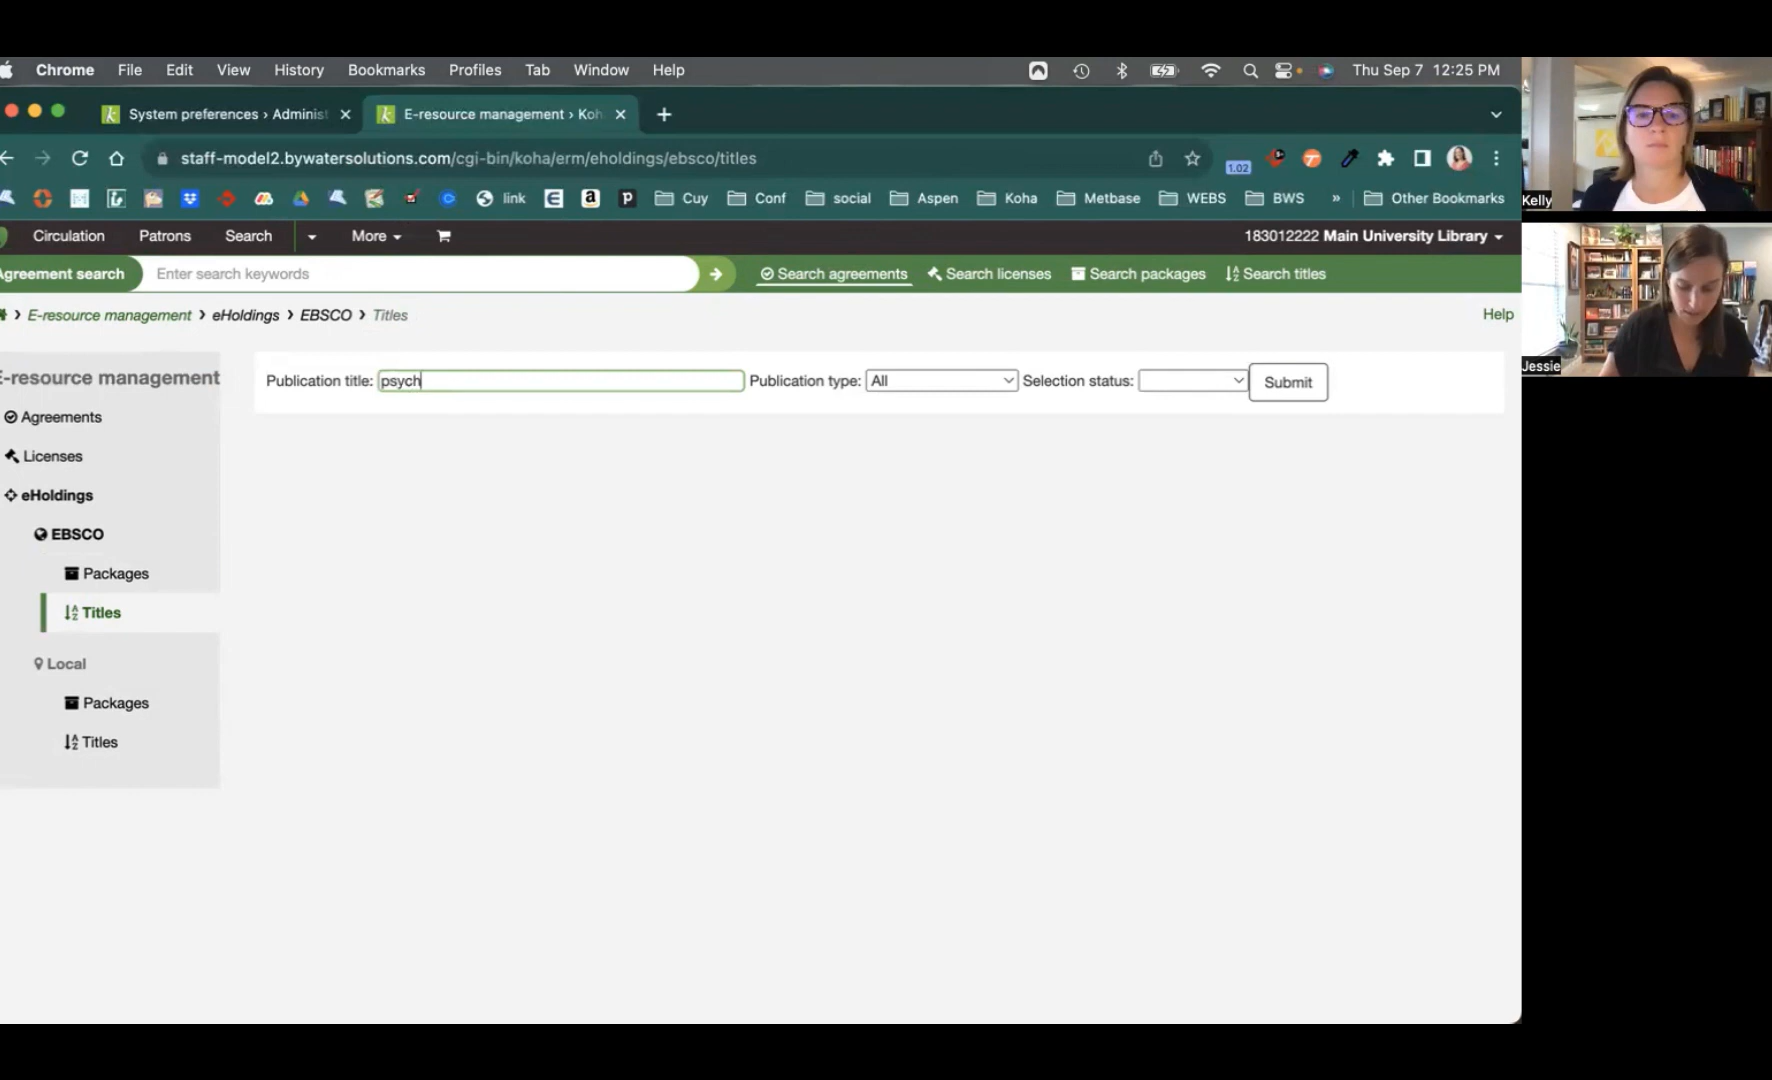 Chrome File Edit View History Bookmarks Profiles Tab Window Help Thu Sep 7 12:25 PM
System preferences › Administ E-resource management › Koh
staff-model2.bywatersolutions.com/cgi-bin/koha/erm/eholdings/ebsco/titles 1.02
link Cuy Conf social Aspen Koha Metbase WEBS BWS » Other Bookmarks
Circulation Patrons Search More 183012222 Main University Library
Agreement search Enter search keywords Search agreements Search licenses Search packages Search titles
E-resource management eHoldings EBSCO Titles Help
E-resource management
Publication title: psych Publication type: All Selection status: Submit
Agreements
Licenses
eHoldings
EBSCO
Packages
Titles
Local
Packages
Titles
Kelly
Jessie